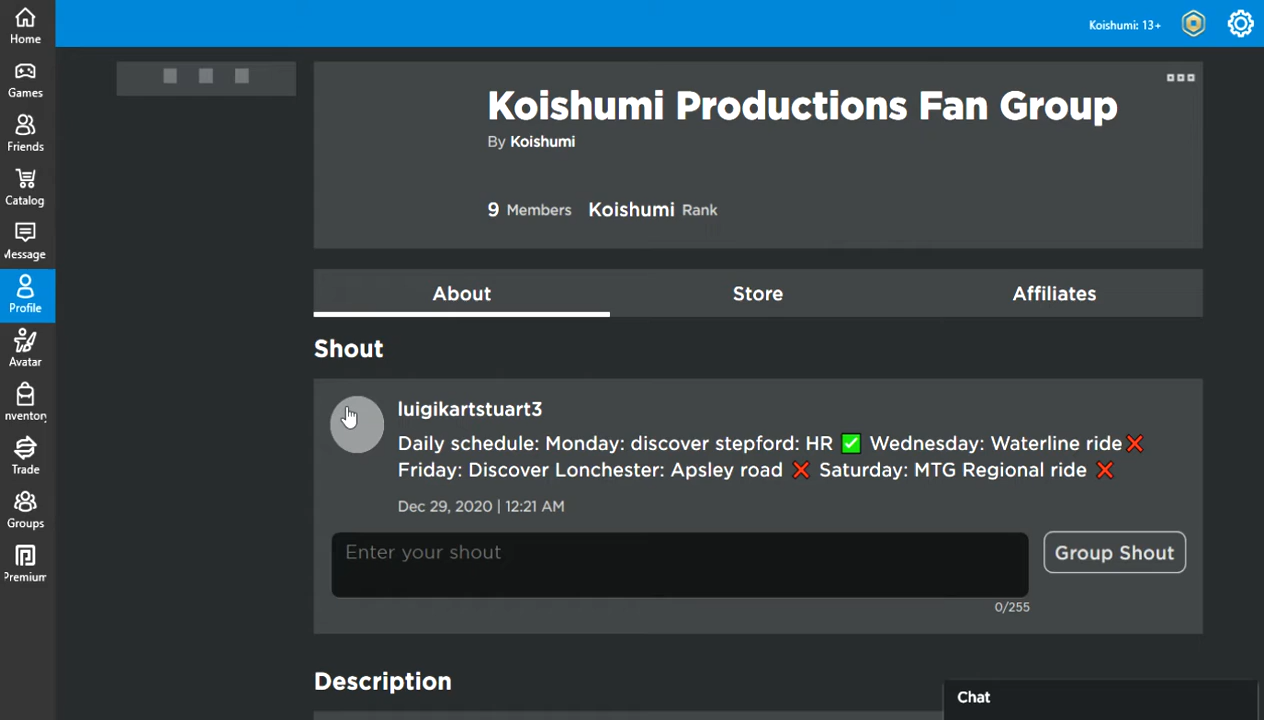 Home
Games
Friends
Catalog
Message
Profile
Avatar
nventory
Trade
Groups
Premium
Koishumi: 13+
Koishumi Productions Fan Group
By Koishumi
9 Members Koishumi Rank
About Store Affiliates
Shout
luigikartstuart3
Daily schedule: Monday: discover stepford: HR ✅ Wednesday: Waterline ride❌
Friday: Discover Lonchester: Apsley road ❌ Saturday: MTG Regional ride ❌
Dec 29, 2020 | 12:21 AM
Enter your shout
Group Shout
0/255
Description
Chat